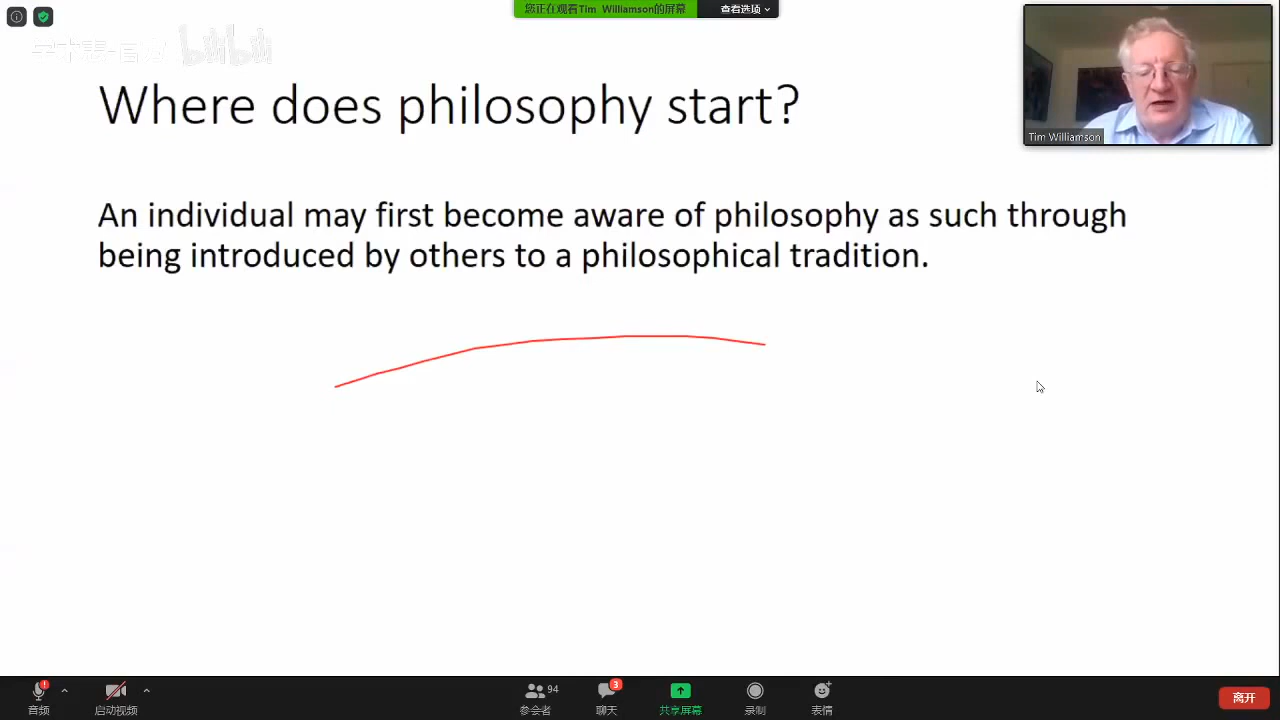 您正在观看Tim Williamson的屏幕
查看选项
bilibili
Where does philosophy start?
Tim Williamson
An individual may first become aware of philosophy as such through
being introduced by others to a philosophical tradition.
音频
启动视频
94
参会者
3
聊天
共享屏幕
录制
表情
离开